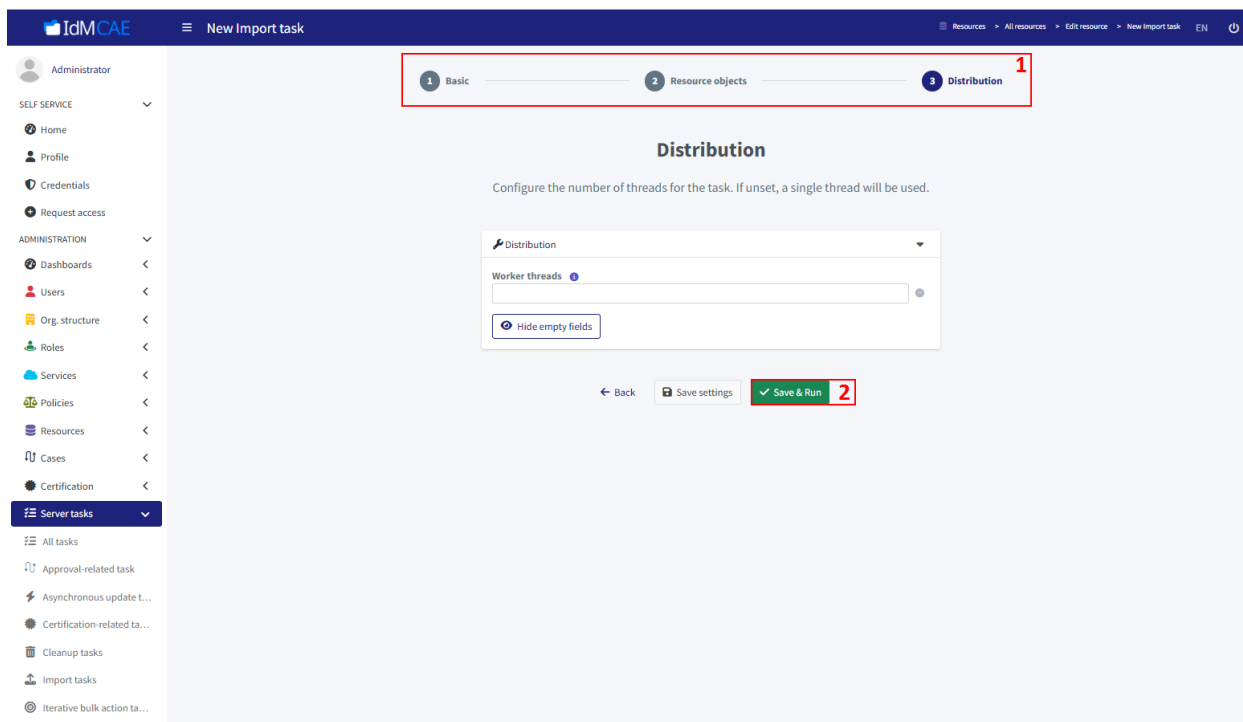 IdMCAE
New Import task
Resources > All resources > Edit resource > New Import task
EN
Administrator
SELF SERVICE
Home
Profile
Credentials
Request access
ADMINISTRATION
Dashboards
Users
Org. structure
Roles
Services
Policies
Resources
Cases
Certification
Server tasks
All tasks
Approval-related task
Asynchronous update t...
Certification-related ta...
Cleanup tasks
Import tasks
Iterative bulk action ta...
1 Basic
2 Resource objects
3 Distribution
1
Distribution
Configure the number of threads for the task. If unset, a single thread will be used.
Distribution
Worker threads
Hide empty fields
Back
Save settings
Save & Run
2